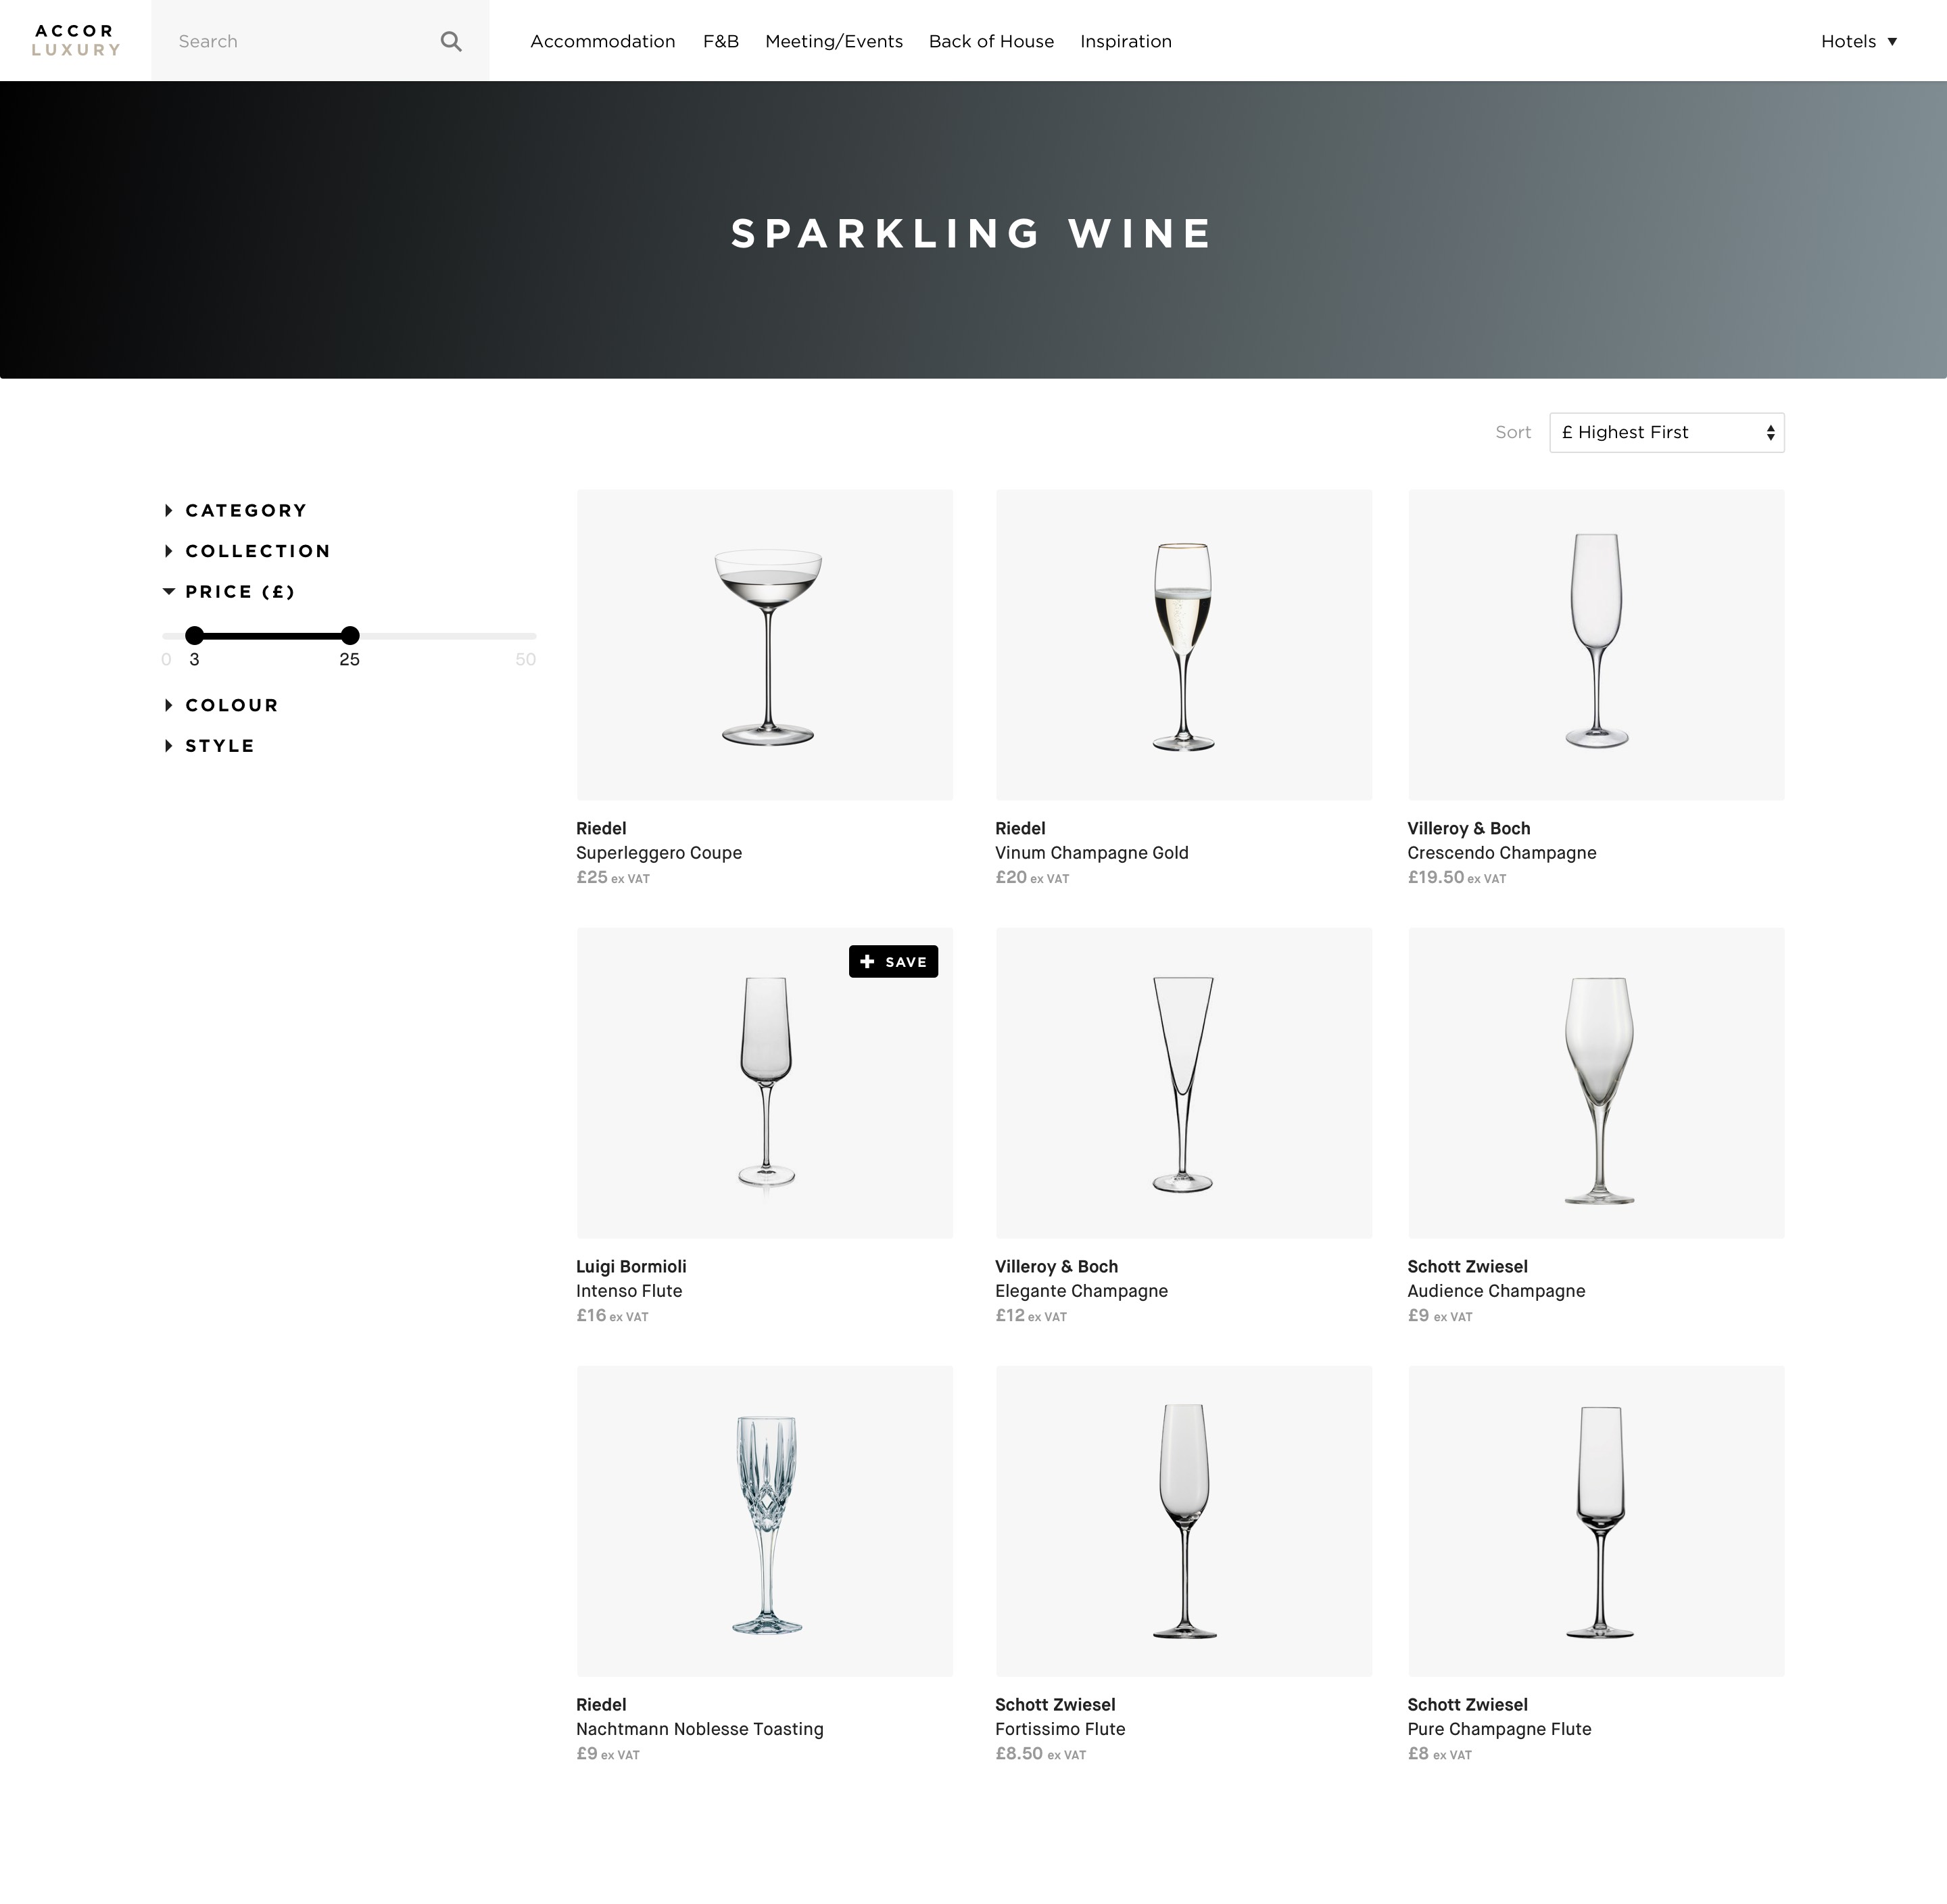 ACCOR
LUXURY
Search
Accommodation F&B Meeting/Events Back of House Inspiration
Hotels
SPARKLING WINE
Sort
£ Highest First
CATEGORY
COLLECTION
PRICE (£)
0 3 25 50
COLOUR
STYLE
Riedel
Superleggero Coupe
£25 ex VAT
Riedel
Vinum Champagne Gold
£20 ex VAT
Villeroy & Boch
Crescendo Champagne
£19.50 ex VAT
SAVE
Luigi Bormioli
Intenso Flute
£16 ex VAT
Villeroy & Boch
Elegante Champagne
£12 ex VAT
Schott Zwiesel
Audience Champagne
£9 ex VAT
Riedel
Nachtmann Noblesse Toasting
£9 ex VAT
Schott Zwiesel
Fortissimo Flute
£8.50 ex VAT
Schott Zwiesel
Pure Champagne Flute
£8 ex VAT